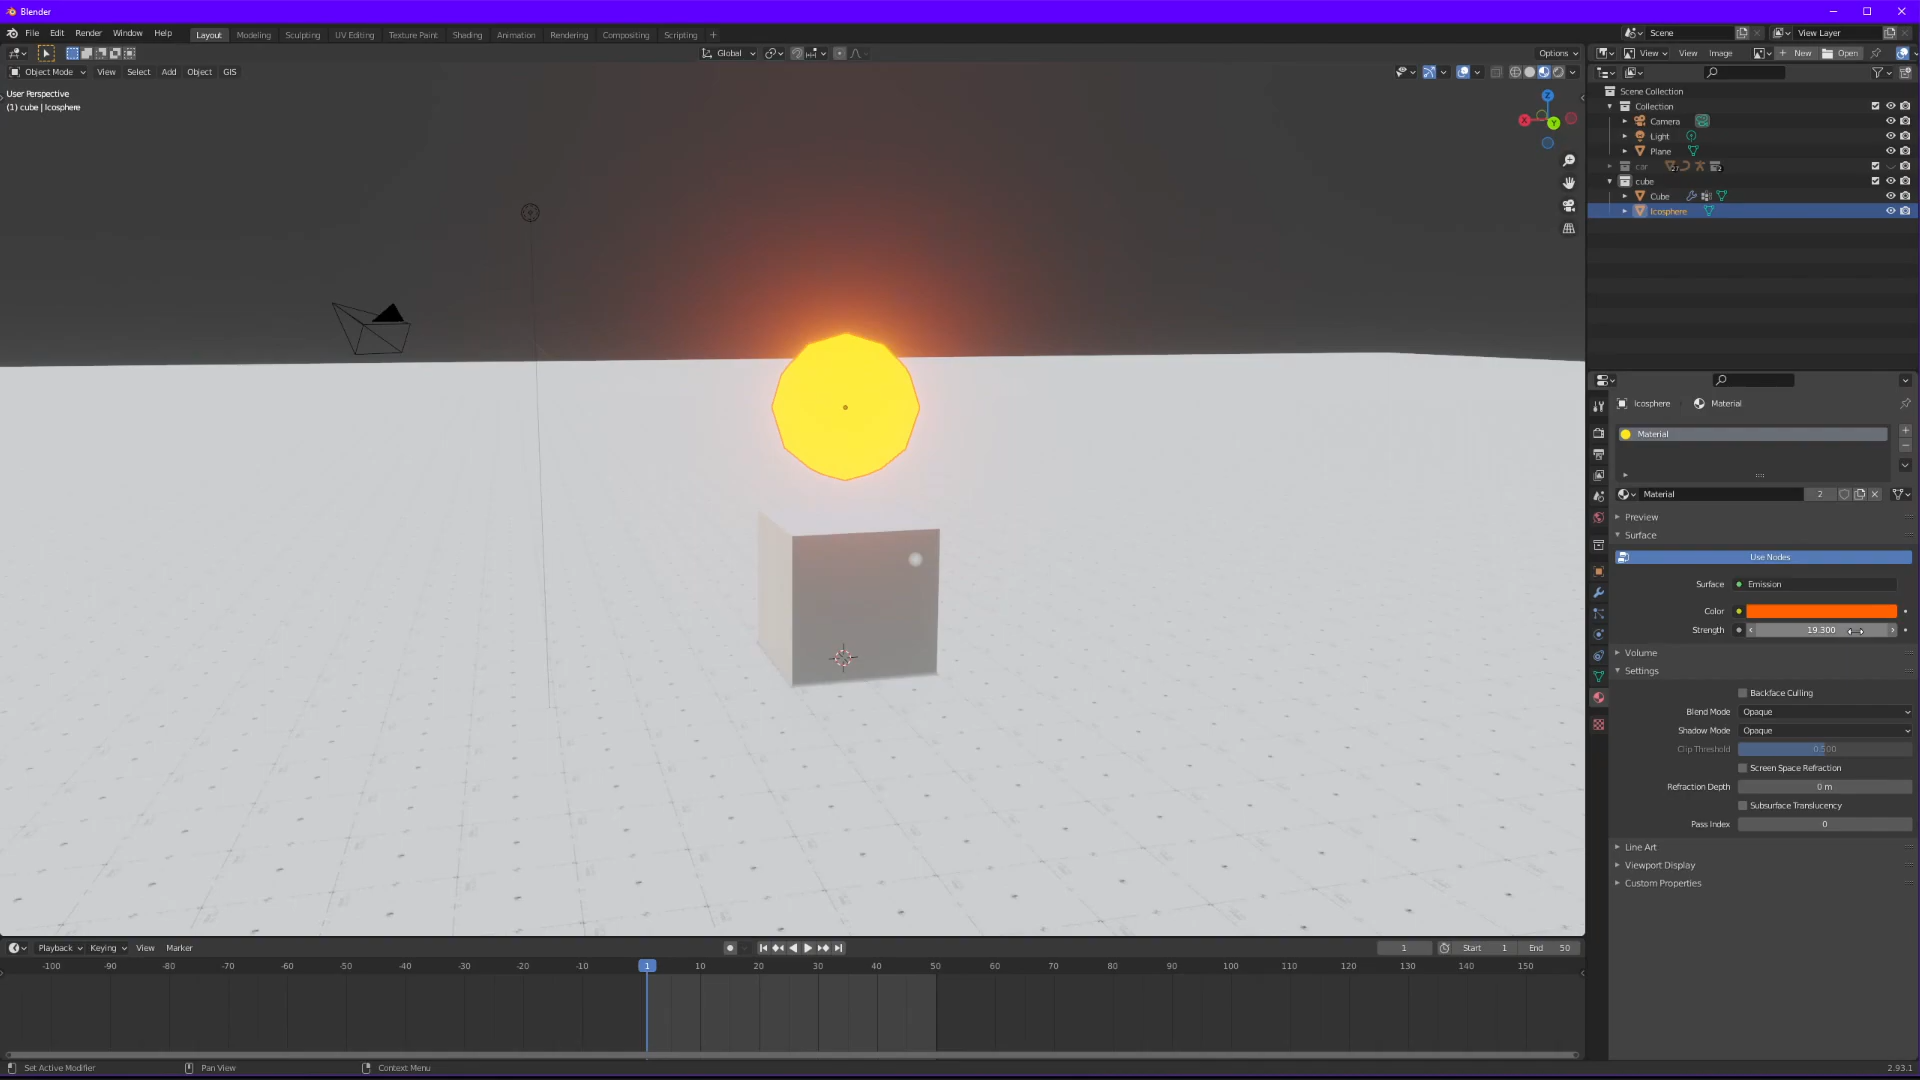 Blender
File Edit Render Window Help
Layout Modeling Sculpting UV Editing Texture Paint Shading Animation Rendering Compositing Scripting +
Scene View Layer
Global Options
View View Image New Open
Object Mode View Select Add Object GIS
User Perspective
(1) cube | Icosphere
Z
X
Y
Scene Collection
Collection
Camera
Light
Plane
car
cube
Cube
Icosphere
Icosphere Material
Material
Material 2
Preview
Surface
Use Nodes
Surface Emission
Color
Strength 19.300
Volume
Settings
Backface Culling
Blend Mode Opaque
Shadow Mode Opaque
Clip Threshold 0.500
Screen Space Refraction
Refraction Depth 0 m
Subsurface Translucency
Pass Index 0
Line Art
Viewport Display
Custom Properties
Playback Keying View Marker 1 Start 1 End 50
-100 -90 -80 -70 -60 -50 -40 -30 -20 -10 1 10 20 30 40 50 60 70 80 90 100 110 120 130 140 150
Set Active Modifier Pan View Context Menu 2.93.1